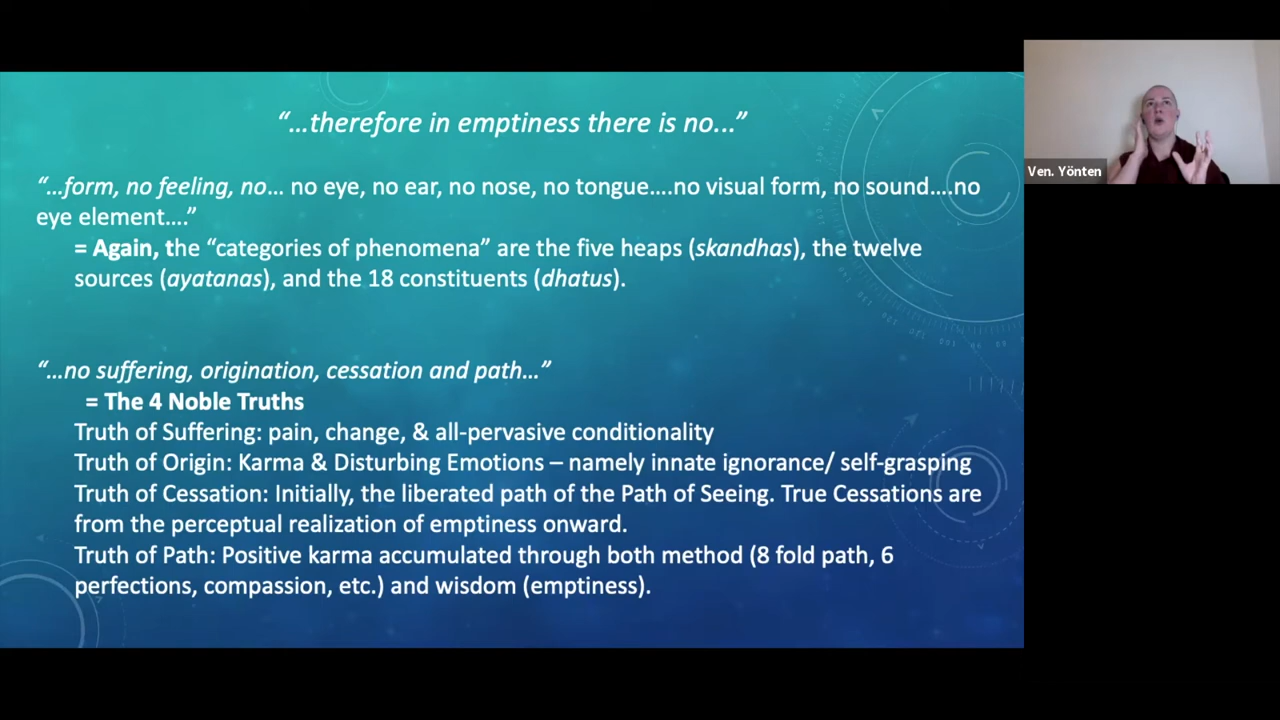 “…therefore in emptiness there is no...”
“…form, no feeling, no… no eye, no ear, no nose, no tongue….no visual form, no sound….no
eye element….”
= Again, the “categories of phenomena” are the five heaps (skandhas), the twelve
sources (ayatanas), and the 18 constituents (dhatus).
“…no suffering, origination, cessation and path…”
= The 4 Noble Truths
Truth of Suffering: pain, change, & all-pervasive conditionality
Truth of Origin: Karma & Disturbing Emotions – namely innate ignorance/ self-grasping
Truth of Cessation: Initially, the liberated path of the Path of Seeing. True Cessations are
from the perceptual realization of emptiness onward.
Truth of Path: Positive karma accumulated through both method (8 fold path, 6
perfections, compassion, etc.) and wisdom (emptiness).
Ven. Yönten